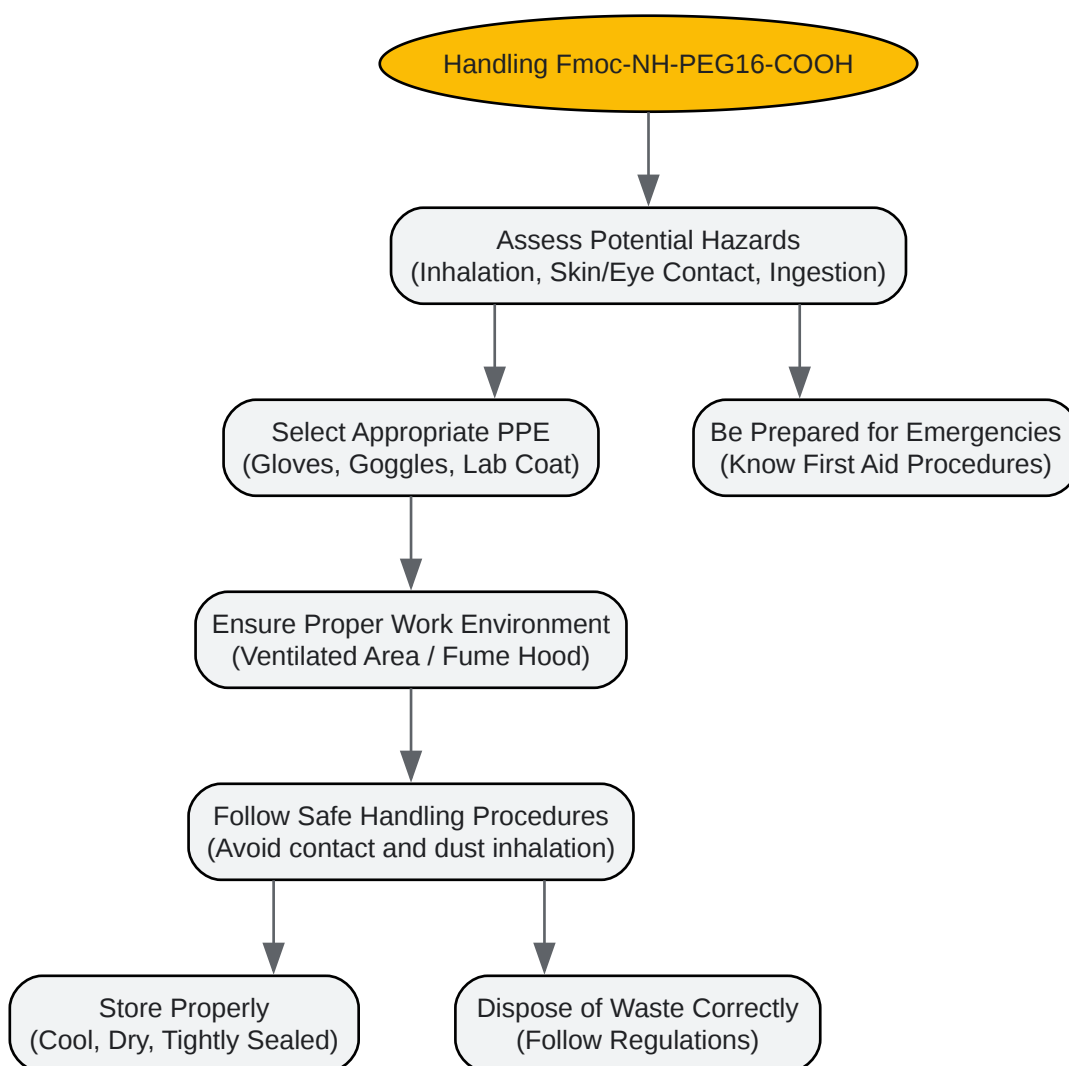 Handling Fmoc-NH-PEG16-COOH
Assess Potential Hazards
(Inhalation, Skin/Eye Contact, Ingestion)
Select Appropriate PPE
(Gloves, Goggles, Lab Coat)
Be Prepared for Emergencies
(Know First Aid Procedures)
Ensure Proper Work Environment
(Ventilated Area / Fume Hood)
Follow Safe Handling Procedures
(Avoid contact and dust inhalation)
Store Properly
(Cool, Dry, Tightly Sealed)
Dispose of Waste Correctly
(Follow Regulations)